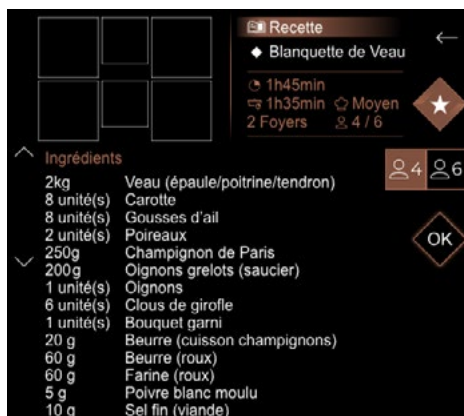 Recette
Blanquette de Veau
1h45min
1h35min Moyen
2 Foyers 4 / 6
Ingrédients
4 6
2kg Veau (épaule/poitrine/tendron)
8 unité(s) Carotte
8 unité(s) Gousses d'ail
2 unité(s) Poireaux
OK
250g Champignon de Paris
200g Oignons grelots (saucier)
1 unité(s) Oignons
6 unité(s) Clous de girofle
1 unité(s) Bouquet garni
20 g Beurre (cuisson champignons)
60 g Beurre (roux)
60 g Farine (roux)
5 g Poivre blanc moulu
10 g Sel fin (viande)